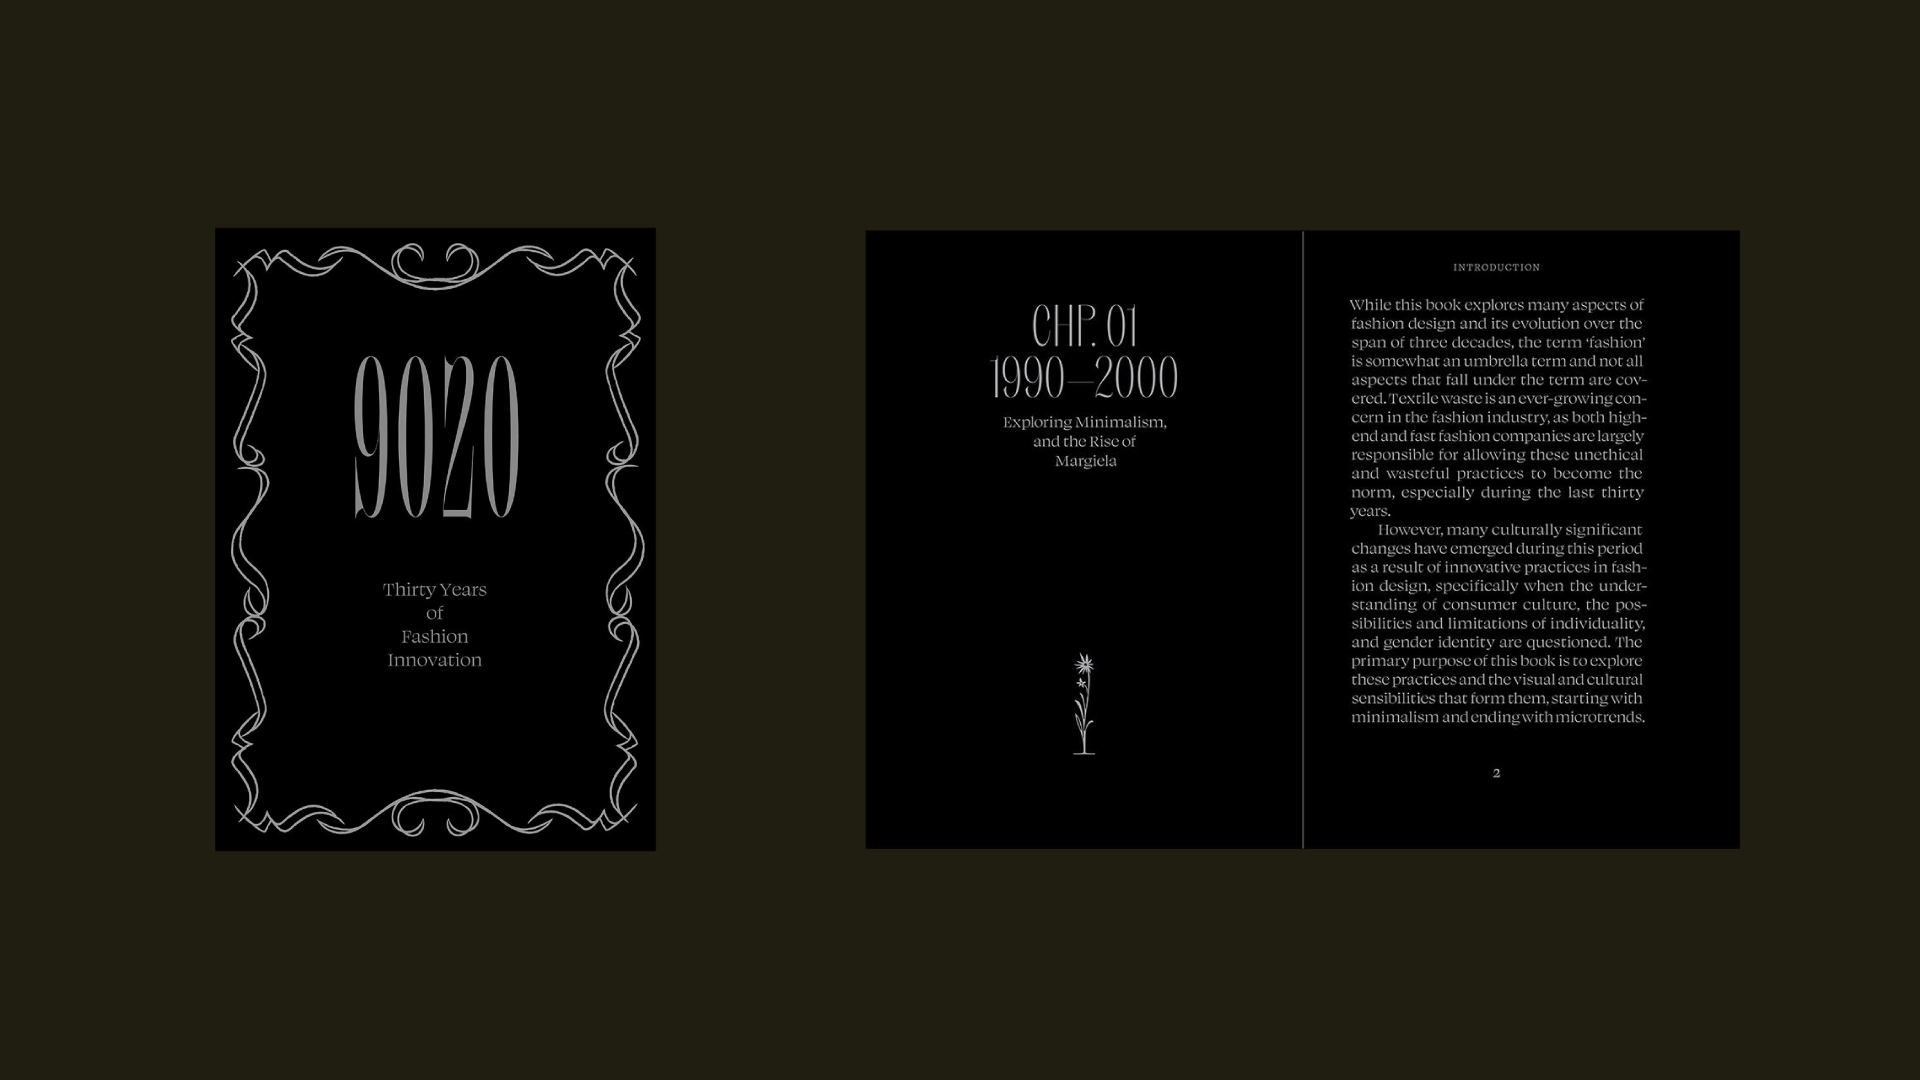 9020
Thirty Years
of
Fashion
Innovation
CHP. 01
1990—2000
Exploring Minimalism,
and the Rise of
Margiela
INTRODUCTION
While this book explores many aspects of
fashion design and its evolution over the
span of three decades, the term ‘fashion’
is somewhat an umbrella term and not all
aspects that fall under the term are cov-
ered. Textile waste is an ever-growing con-
cern in the fashion industry, as both high-
end and fast fashion companies are largely
responsible for allowing these unethical
and wasteful practices to become the
norm, especially during the last thirty
years.
However, many culturally significant
changes have emerged during this period
as a result of innovative practices in fash-
ion design, specifically when the under-
standing of consumer culture, the pos-
sibilities and limitations of individuality,
and gender identity are questioned. The
primary purpose of this book is to explore
these practices and the visual and cultural
sensibilities that form them, starting with
minimalism and ending with microtrends.
2